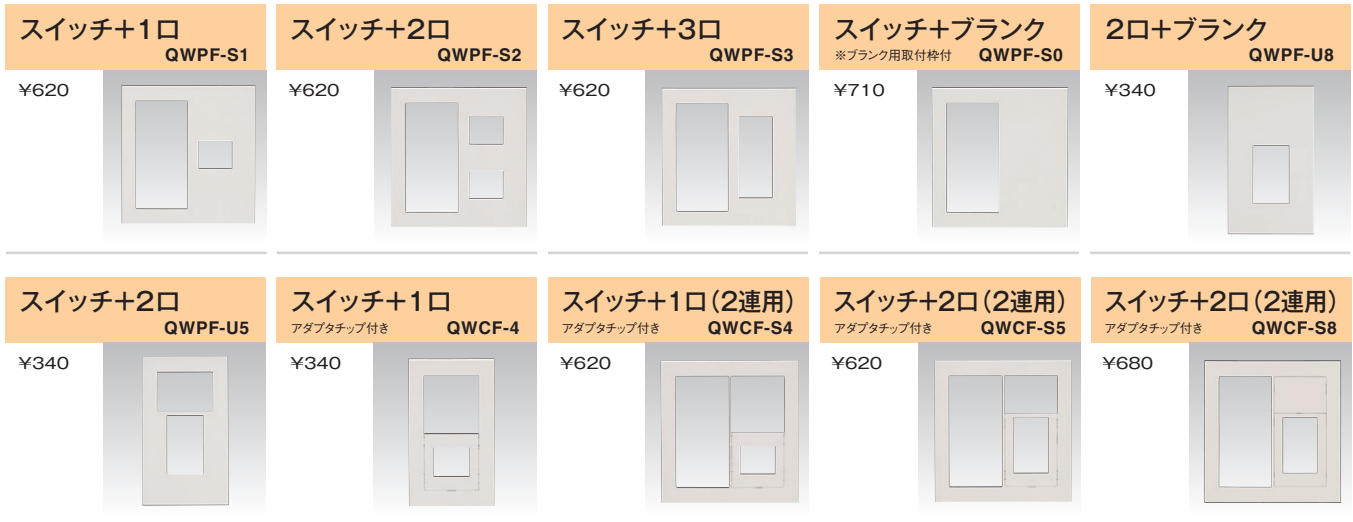 スイッチ+1口
QWPF-S1
¥620
スイッチ+2口
QWPF-S2
¥620
スイッチ+3口
QWPF-S3
¥620
スイッチ+ブランク
※ブランク用取付枠付 QWPF-S0
¥710
2口+ブランク
QWPF-U8
¥340
スイッチ+2口
QWPF-U5
¥340
スイッチ+1口
アダプタチップ付き QWCF-4
¥340
スイッチ+1口(2連用)
アダプタチップ付き QWCF-S4
¥620
スイッチ+2口(2連用)
アダプタチップ付き QWCF-S5
¥620
スイッチ+2口(2連用)
アダプタチップ付き QWCF-S8
¥680